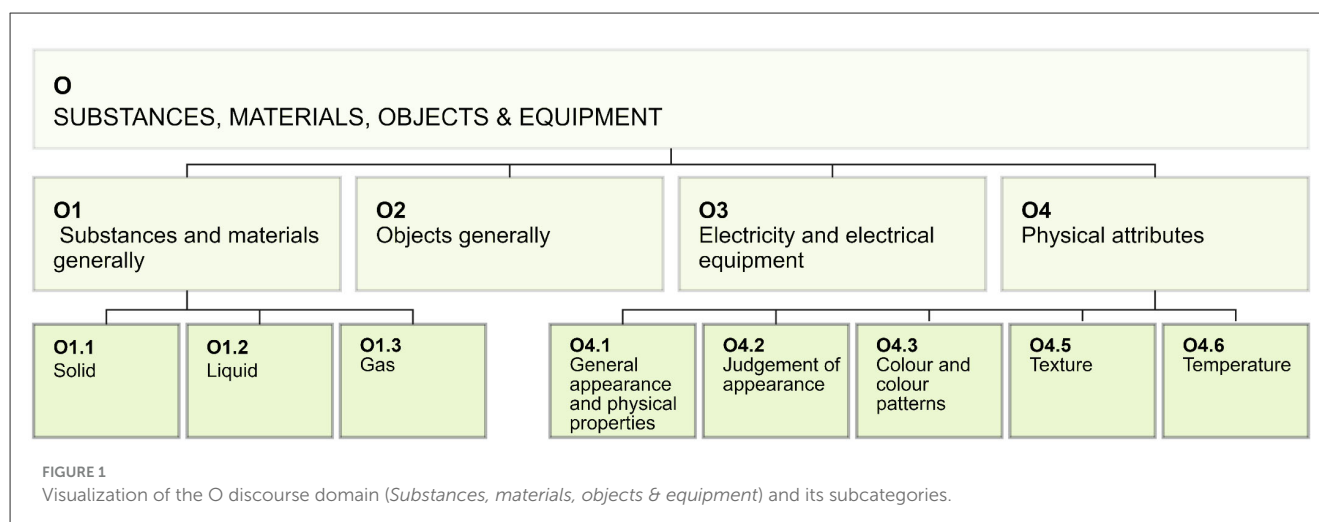 O
SUBSTANCES, MATERIALS, OBJECTS & EQUIPMENT
O1
Substances and materials
generally
O2
Objects generally
O3
Electricity and electrical
equipment
O4
Physical attributes
O1.1
Solid
O1.2
Liquid
O1.3
Gas
O4.1
General
appearance
and physical
properties
O4.2
Judgement of
appearance
O4.3
Colour and
colour
patterns
O4.5
Texture
O4.6
Temperature
FIGURE 1
Visualization of the O discourse domain (Substances, materials, objects & equipment) and its subcategories.